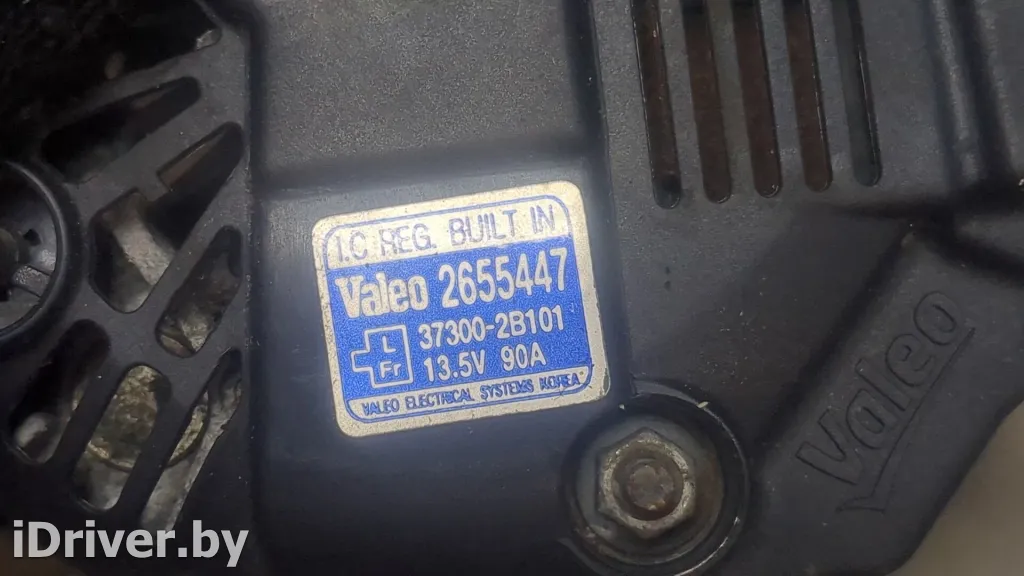 I.C REG. BUILT IN
Valeo 2655447
L 37300-2B101
Fr 13.5V 90A
VALEO ELECTRICAL SYSTEMS KOREA
Valeo
iDriver.by